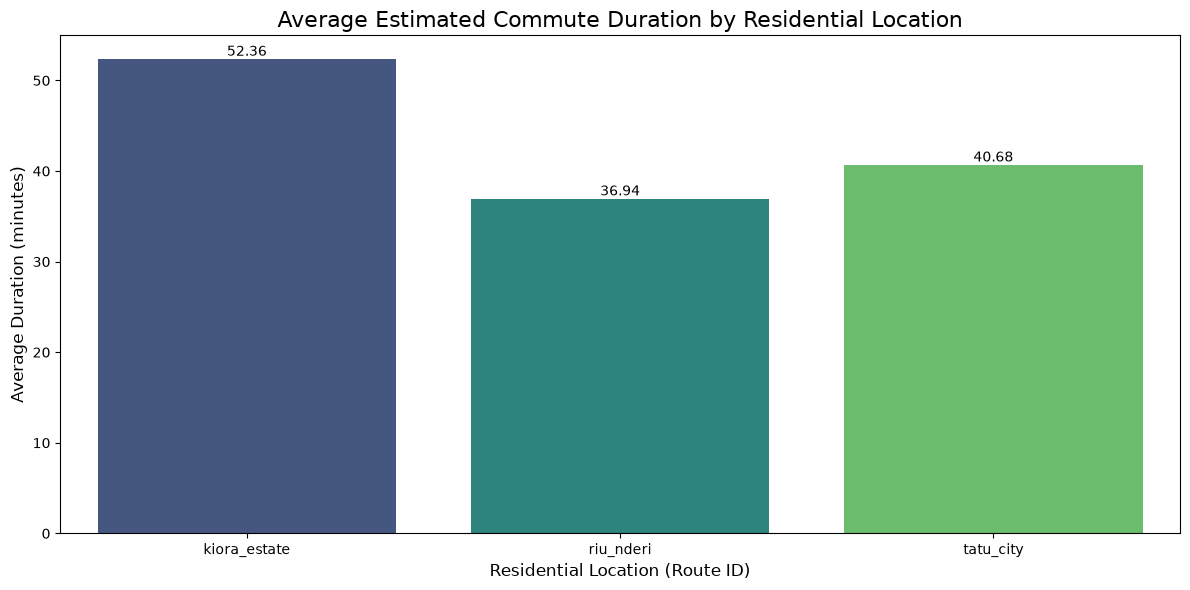 Average Estimated Commute Duration by Residential Location
52.36
36.94
40.68
Average Duration (minutes)
50
40
30
20
10
0
kiora_estate
riu_nderi
tatu_city
Residential Location (Route ID)